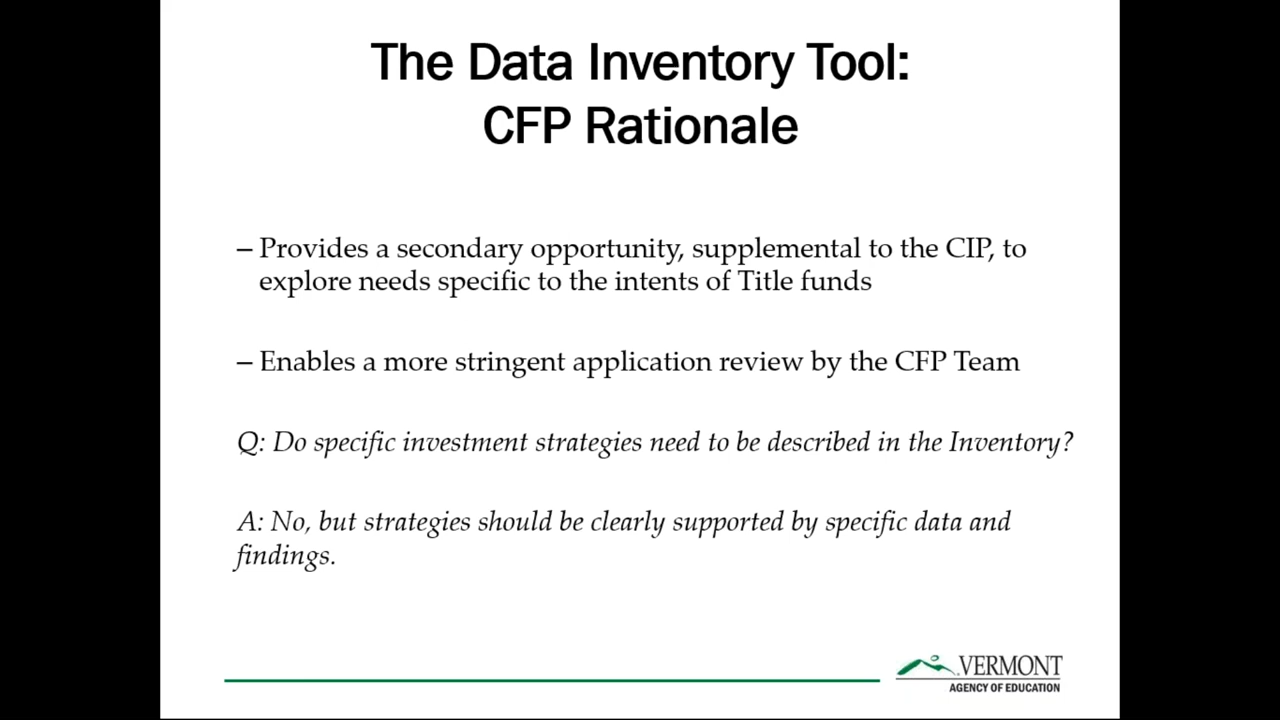 The Data Inventory Tool:
CFP Rationale
– Provides a secondary opportunity, supplemental to the CIP, to
explore needs specific to the intents of Title funds
– Enables a more stringent application review by the CFP Team
Q: Do specific investment strategies need to be described in the Inventory?
A: No, but strategies should be clearly supported by specific data and
findings.
VERMONT
AGENCY OF EDUCATION